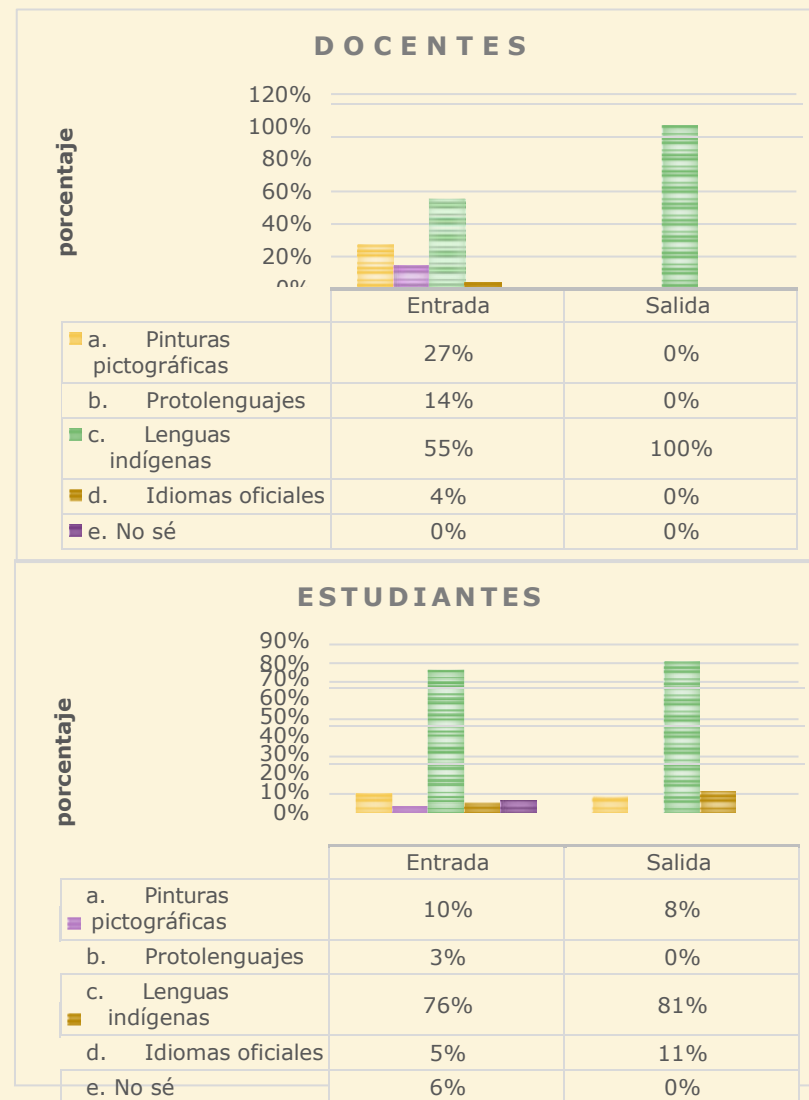 DOCENTES
120%
100%
80%
60%
40%
20%
0%
porcentaje
Entrada Salida
a. Pinturas
pictográficas 27% 0%
b. Protolenguajes 14% 0%
c. Lenguas
indígenas 55% 100%
d. Idiomas oficiales 4% 0%
e. No sé 0% 0%
ESTUDIANTES
90%
80%
70%
60%
50%
40%
30%
20%
10%
0%
porcentaje
Entrada Salida
a. Pinturas
pictográficas 10% 8%
b. Protolenguajes 3% 0%
c. Lenguas
indígenas 76% 81%
d. Idiomas oficiales 5% 11%
e. No sé 6% 0%